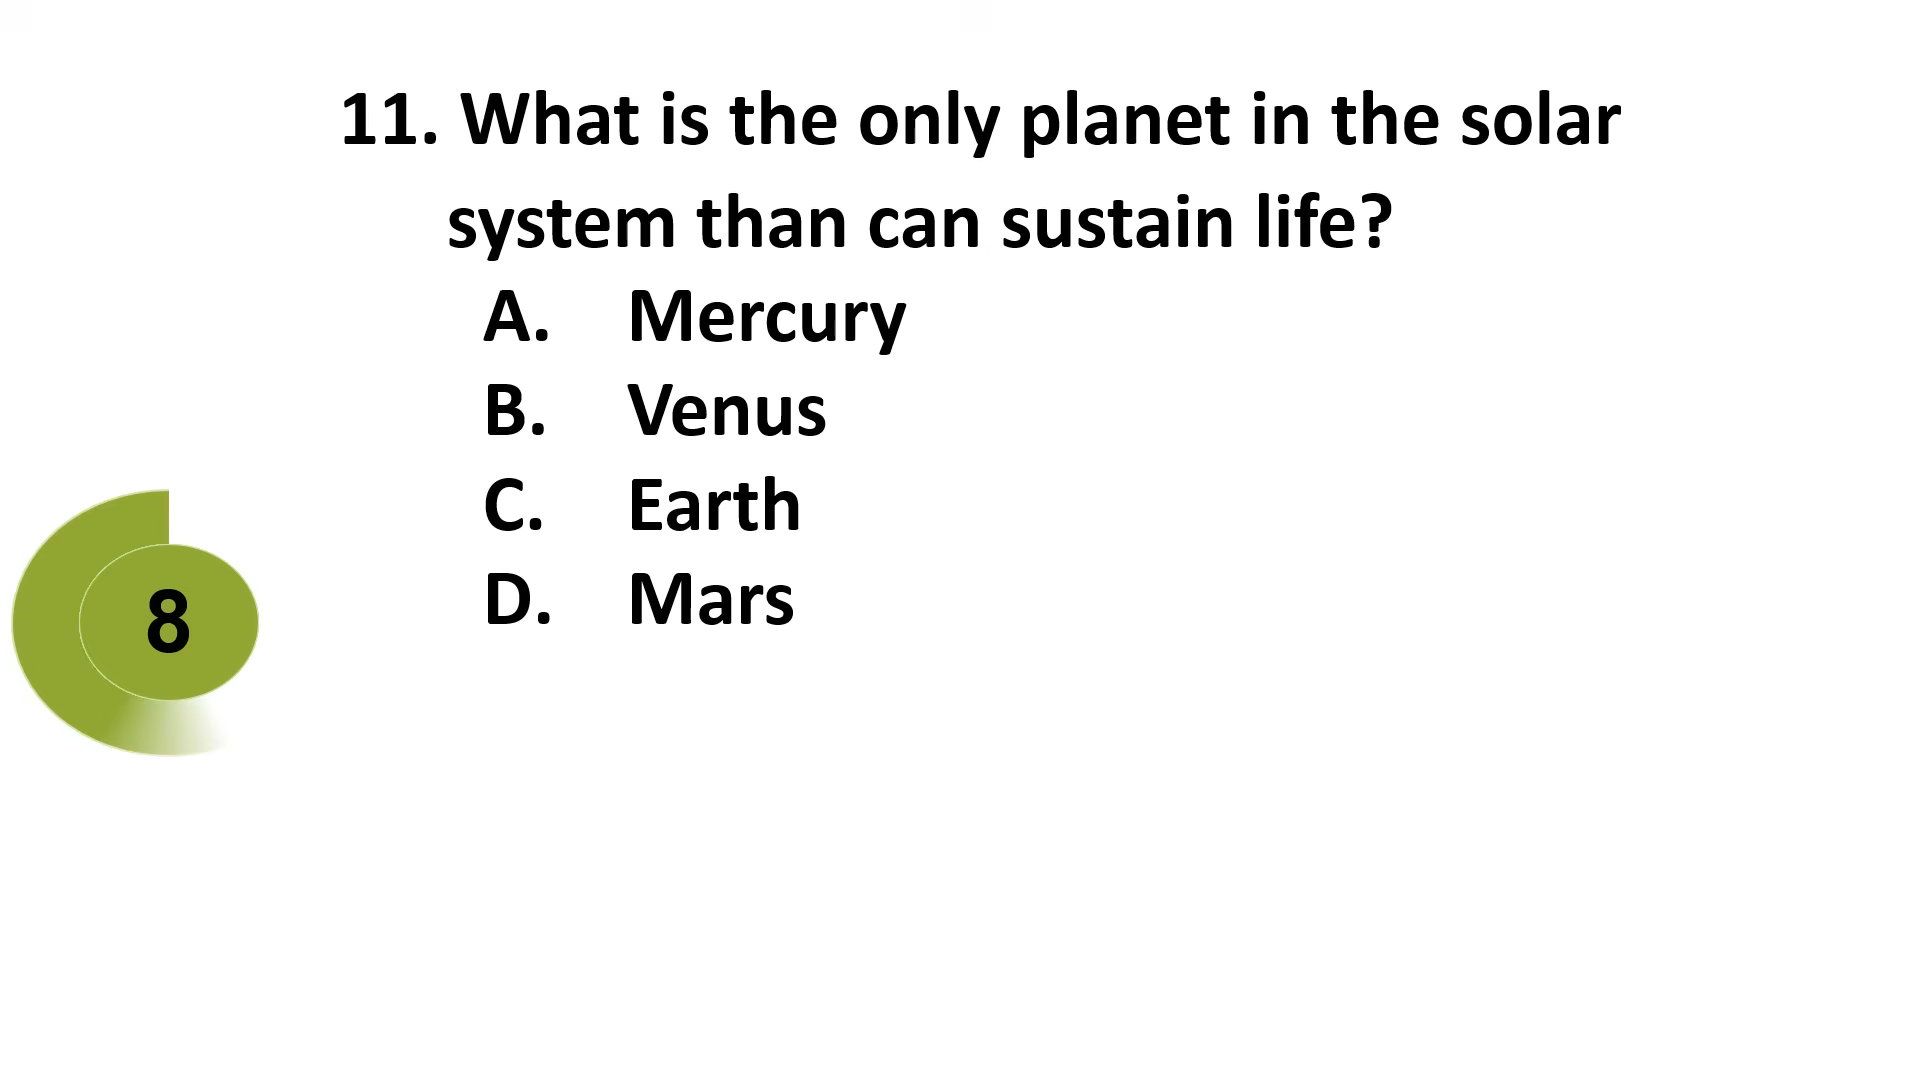 11. What is the only planet in the solar
system than can sustain life?
A. Mercury
B. Venus
C. Earth
D. Mars
8